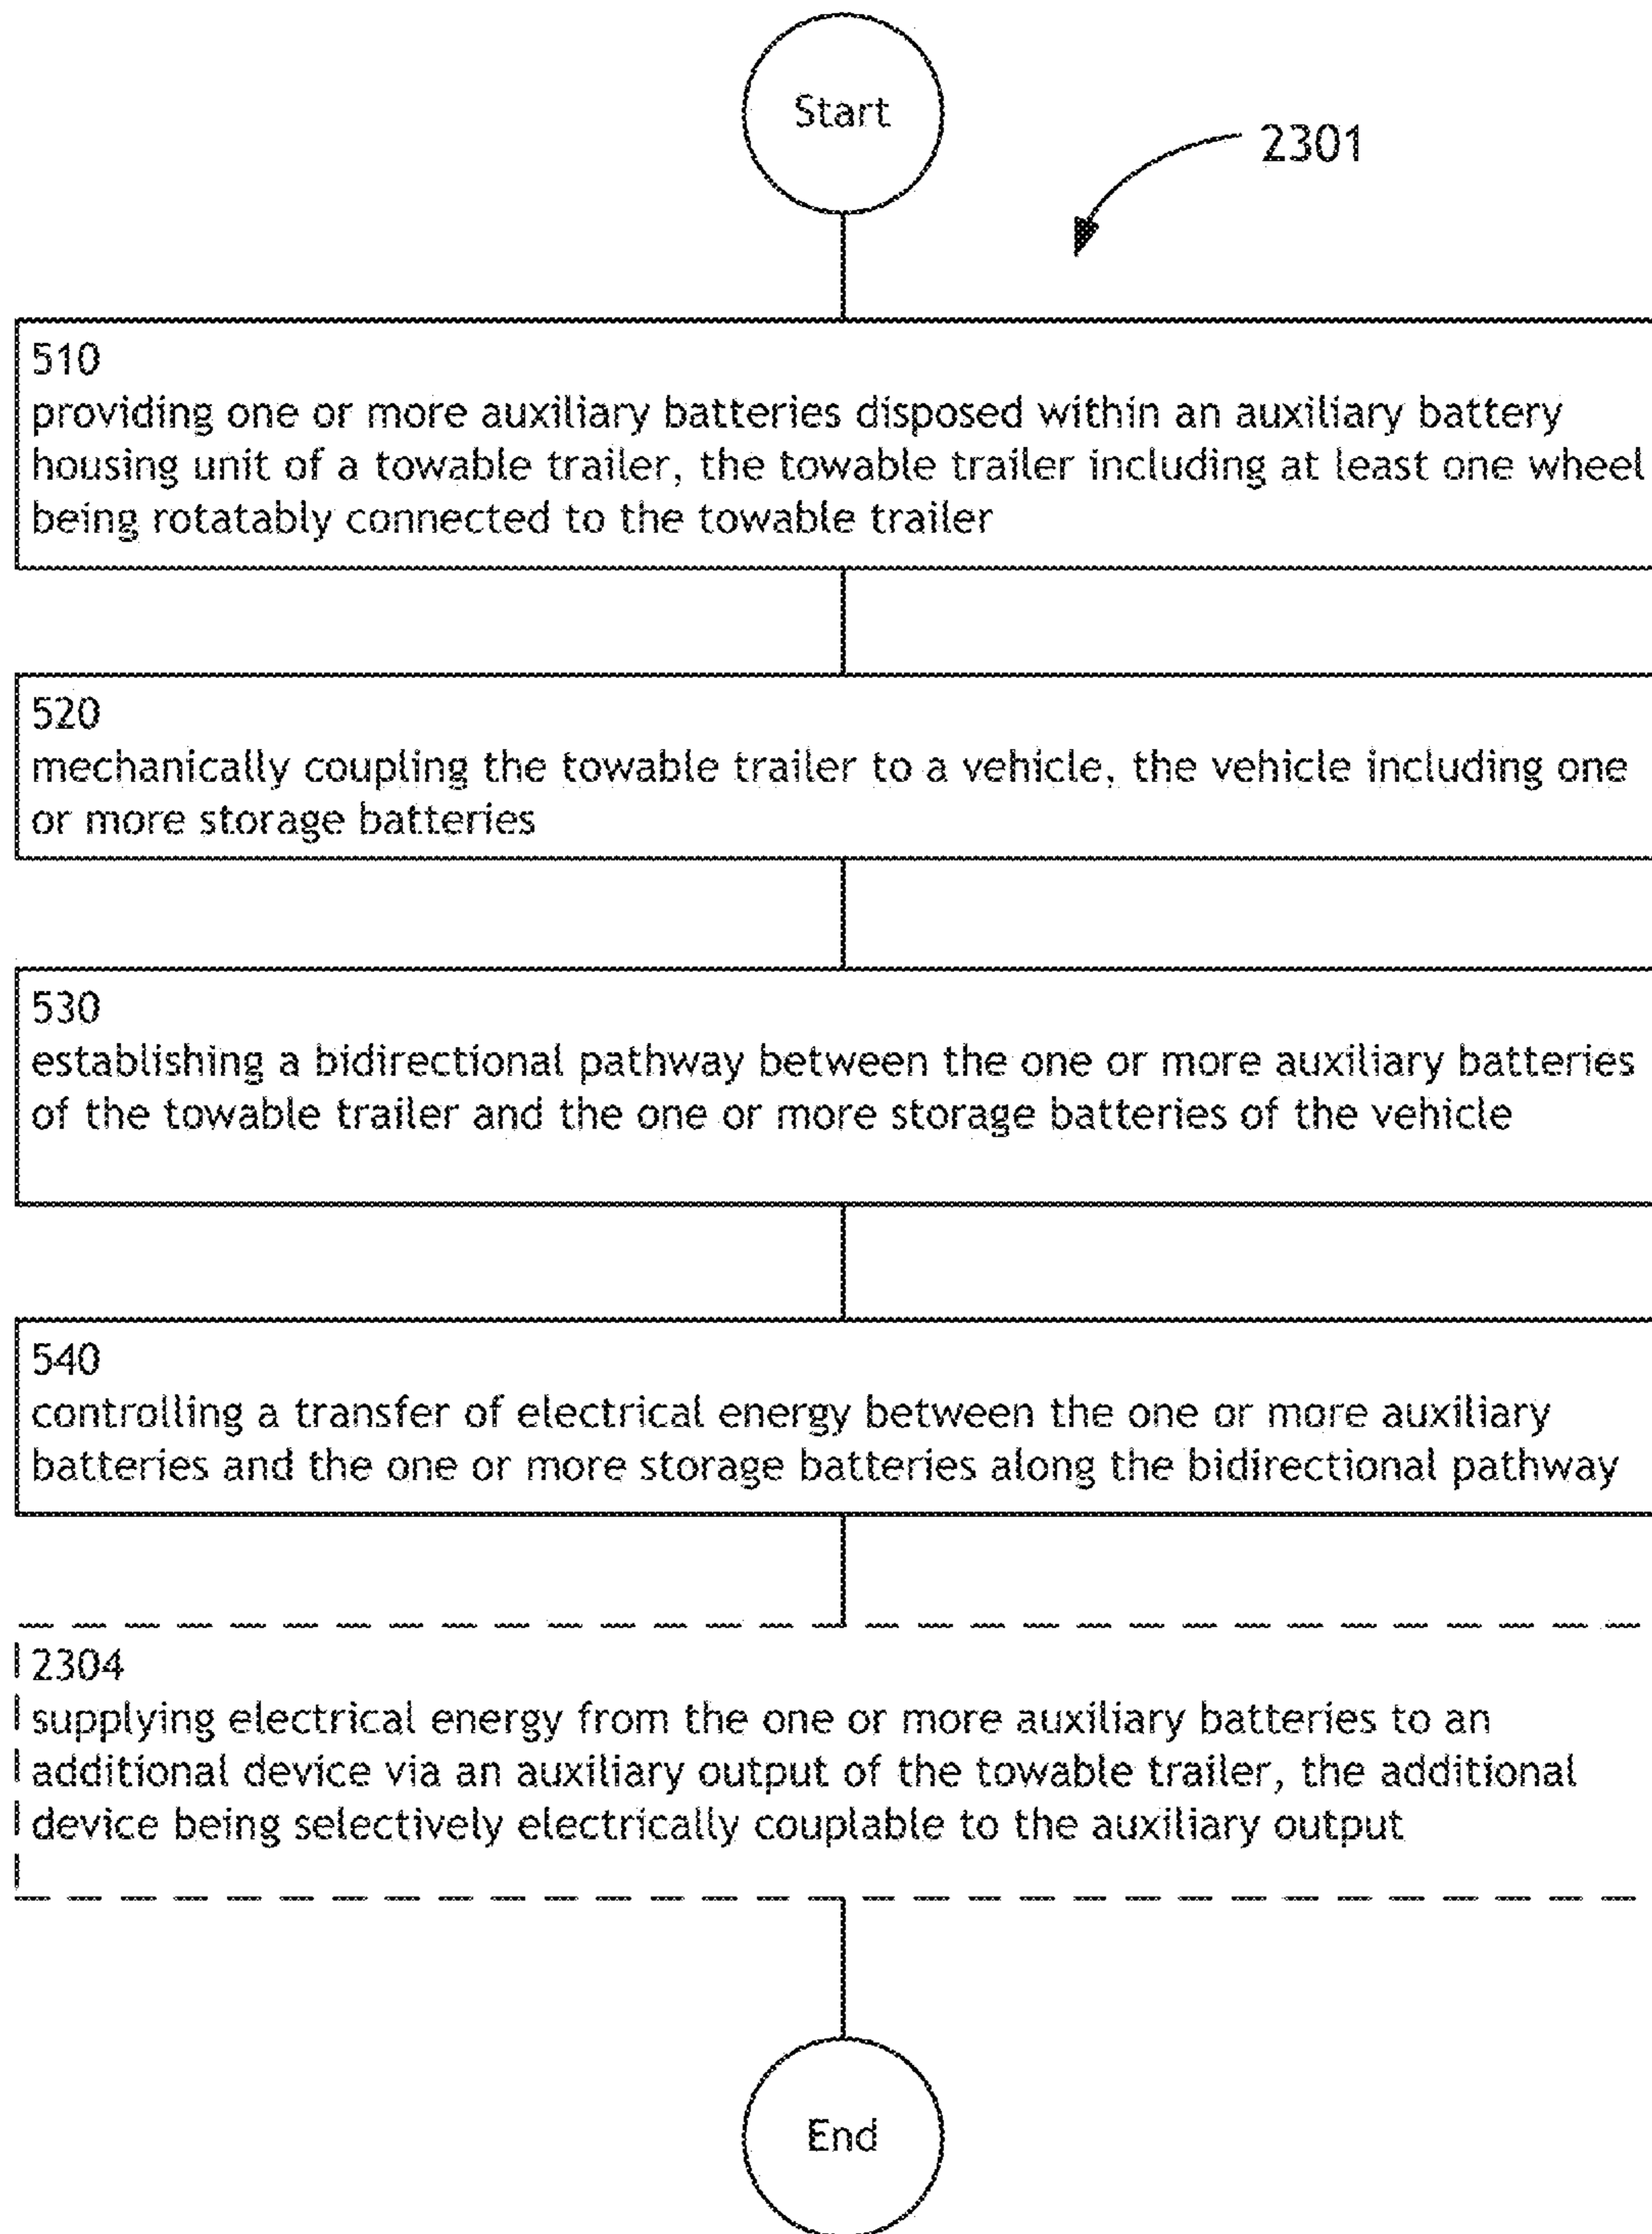 Start
2301
510
providing one or more auxiliary batteries disposed within an auxiliary battery
housing unit of a towable trailer, the towable trailer including at least one wheel
being rotatably connected to the towable trailer
520
mechanically coupling the towable trailer to a vehicle, the vehicle including one
or more storage batteries
530
establishing a bidirectional pathway between the one or more auxiliary batteries
of the towable trailer and the one or more storage batteries of the vehicle
540
controlling a transfer of electrical energy between the one or more auxiliary
batteries and the one or more storage batteries along the bidirectional pathway
2304
supplying electrical energy from the one or more auxiliary batteries to an
additional device via an auxiliary output of the towable trailer, the additional
device being selectively electrically couplable to the auxiliary output
End